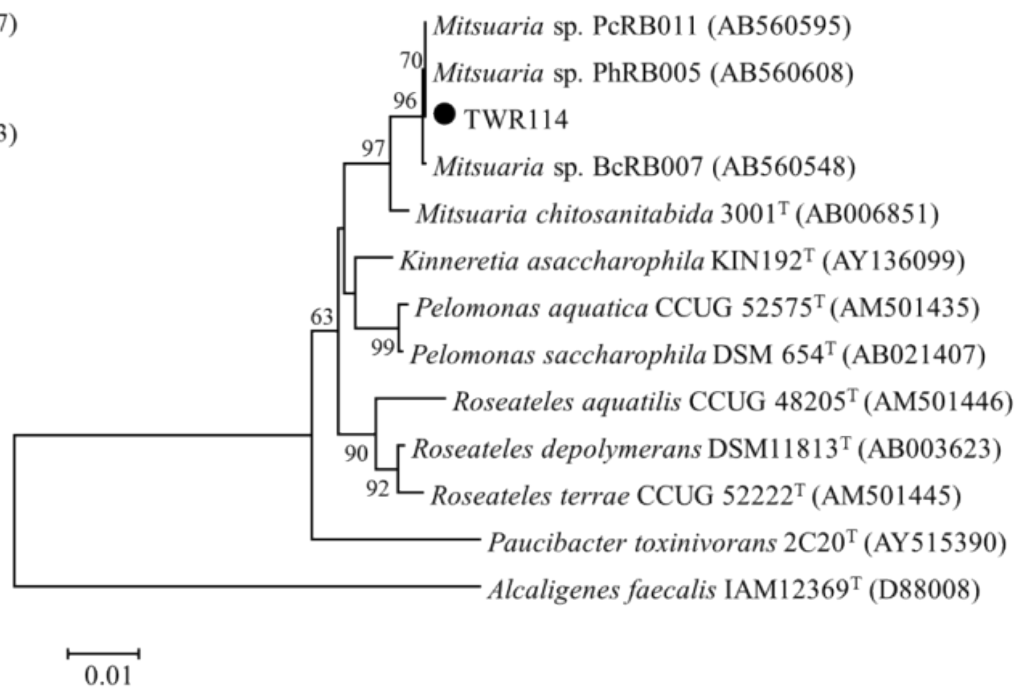 7)
Mitsuaria sp. PcRB011 (AB560595)
70
Mitsuaria sp. PhRB005 (AB560608)
96
TWR114
3)
97
Mitsuaria sp. BcRB007 (AB560548)
Mitsuaria chitosanitabida 3001ᵀ (AB006851)
Kinneretia asaccharophila KIN192ᵀ (AY136099)
63
Pelomonas aquatica CCUG 52575ᵀ (AM501435)
99
Pelomonas saccharophila DSM 654ᵀ (AB021407)
Roseateles aquatilis CCUG 48205ᵀ (AM501446)
90
Roseateles depolymerans DSM11813ᵀ (AB003623)
92
Roseateles terrae CCUG 52222ᵀ (AM501445)
Paucibacter toxinivorans 2C20ᵀ (AY515390)
Alcaligenes faecalis IAM12369ᵀ (D88008)
0.01